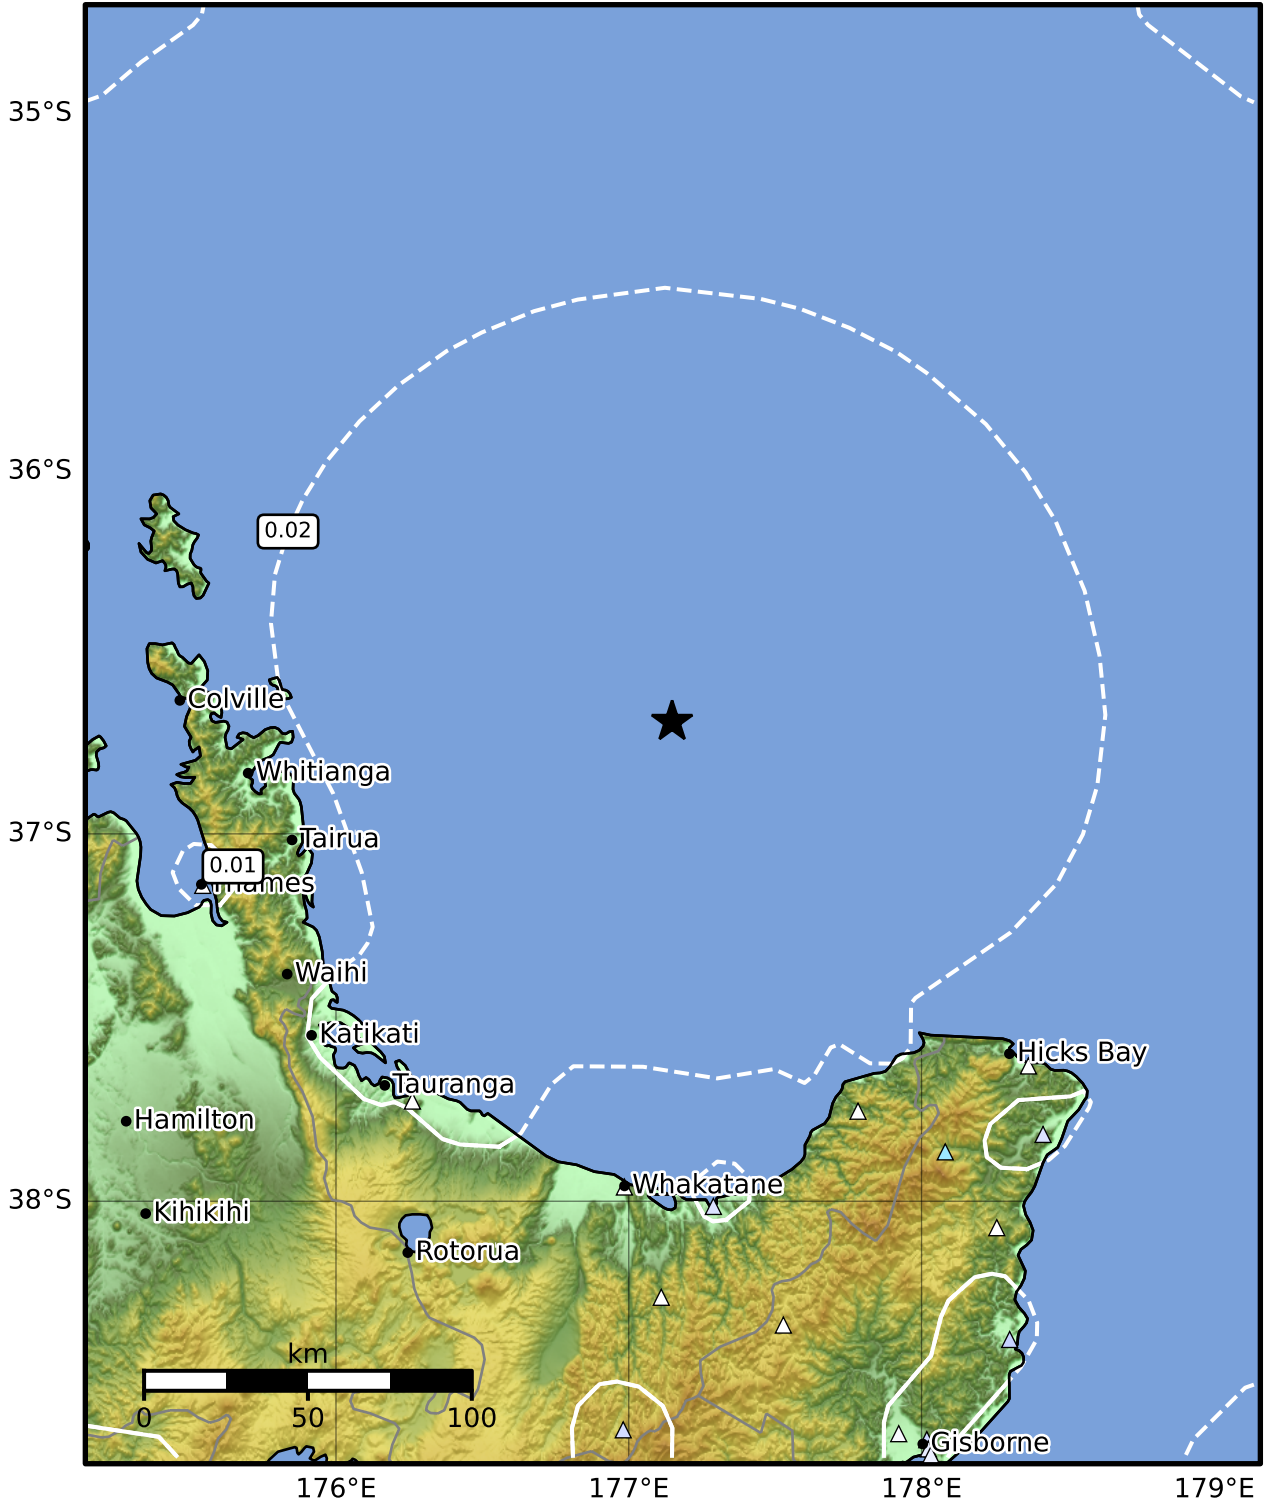 35°S
36°S
0.02
Colville
Whitianga
37°S
Tairua
0.01
Thames
Waihi
Katikati
Hicks Bay
Tauranga
Hamilton
Whakatane
38°S
Kihikihi
Rotorua
km
0 50 100
Gisborne
176°E 177°E 178°E 179°E